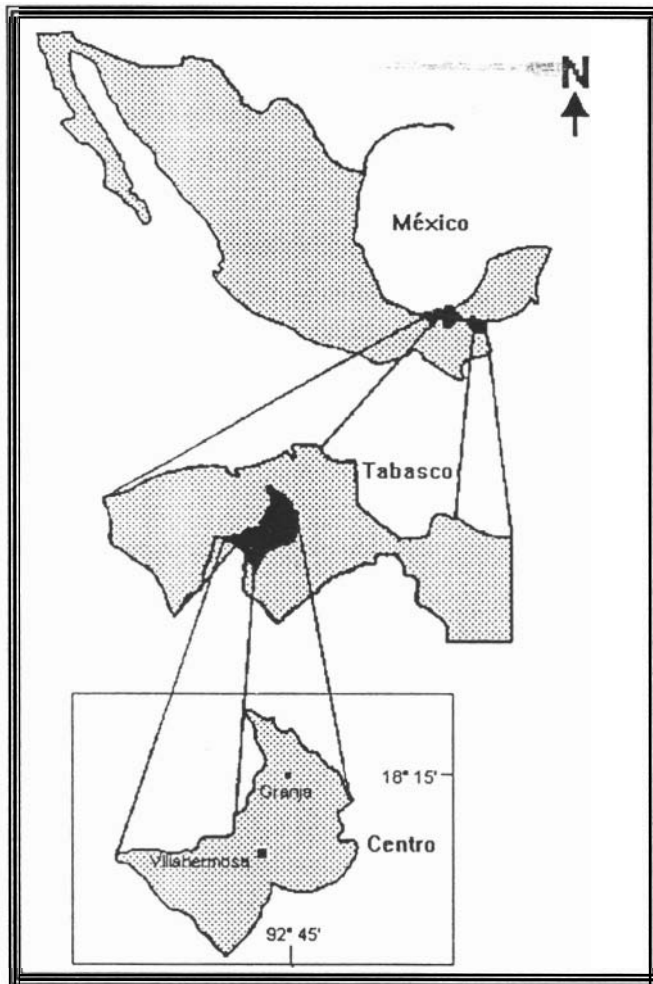 N
México
Tabasco
18° 15'
Granja
Centro
Villahermosa
92° 45'